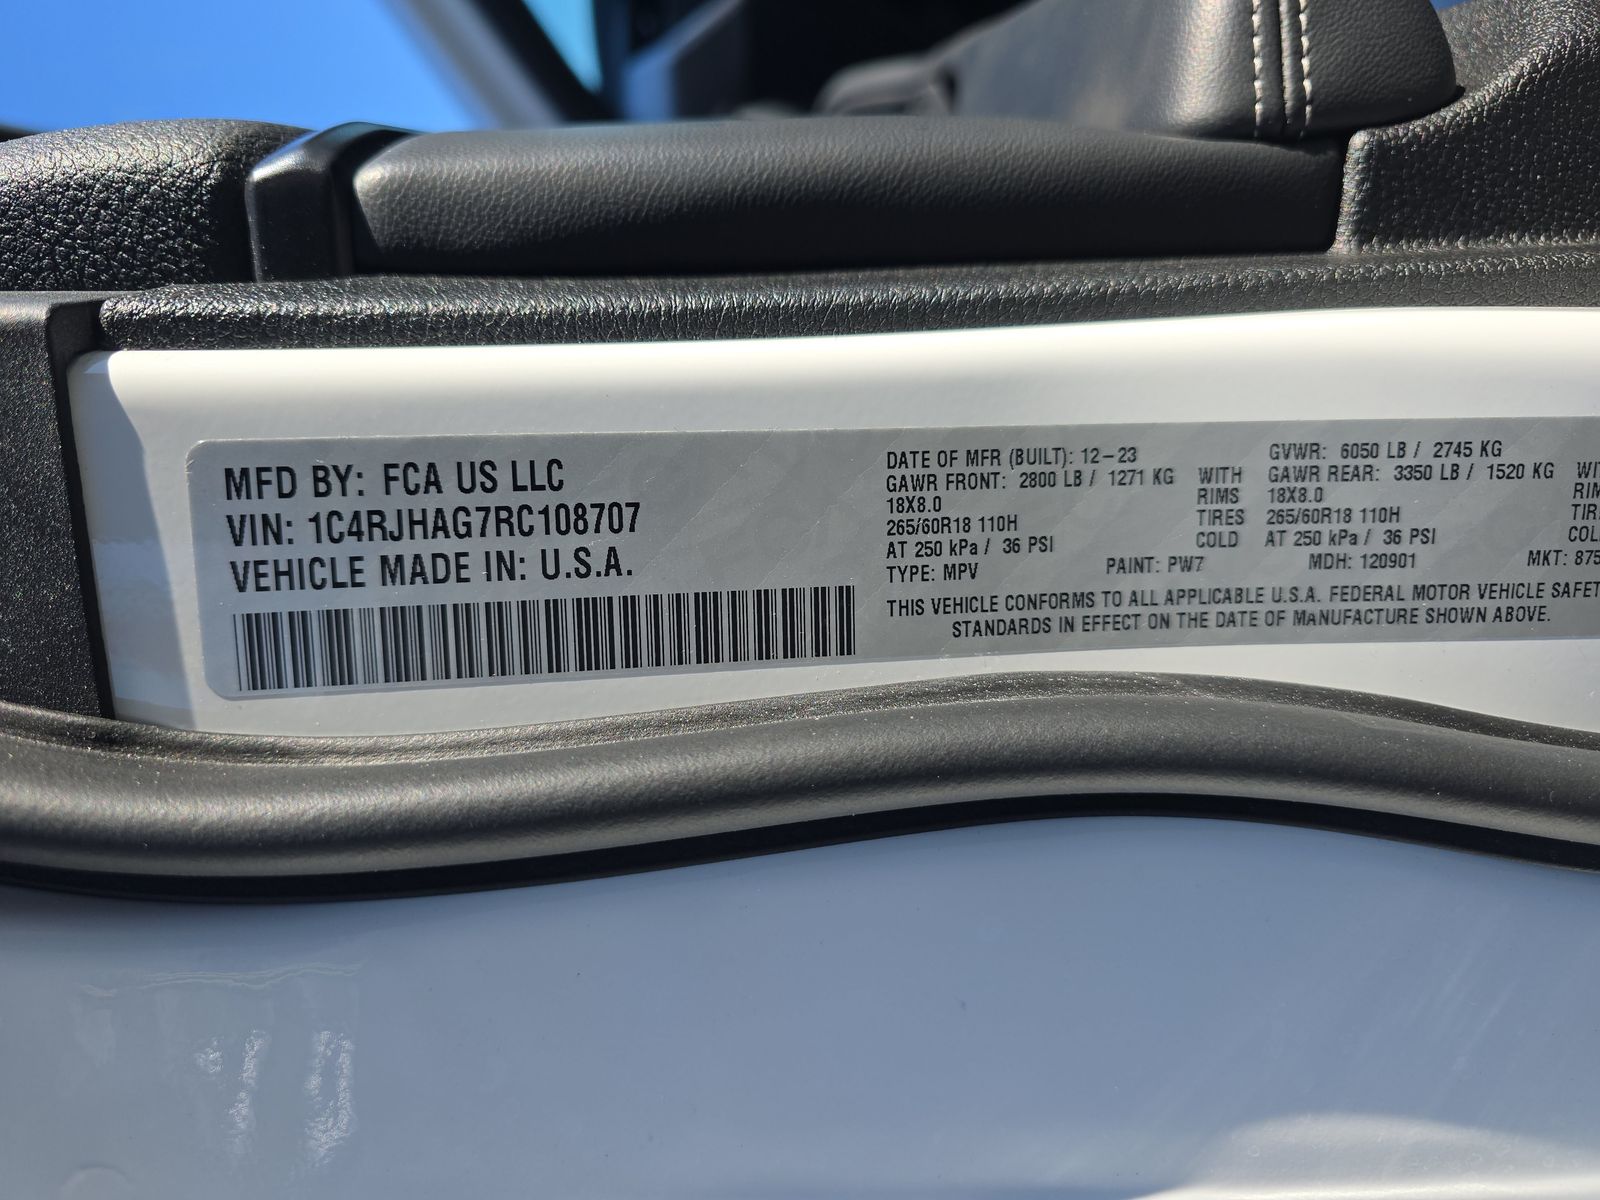 MFD BY: FCA US LLC
VIN: 1C4RJHAG7RC108707
VEHICLE MADE IN: U.S.A.
DATE OF MFR (BUILT): 12-23 GVWR: 6050 LB / 2745 KG
GAWR FRONT: 2800 LB / 1271 KG WITH GAWR REAR: 3350 LB / 1520 KG
18X8.0 RIMS 18X8.0
265/60R18 110H TIRES 265/60R18 110H
AT 250 kPa / 36 PSI COLD AT 250 kPa / 36 PSI
TYPE: MPV PAINT: PW7 MDH: 120901 MKT: 875
THIS VEHICLE CONFORMS TO ALL APPLICABLE U.S.A. FEDERAL MOTOR VEHICLE SAFET
STANDARDS IN EFFECT ON THE DATE OF MANUFACTURE SHOWN ABOVE.